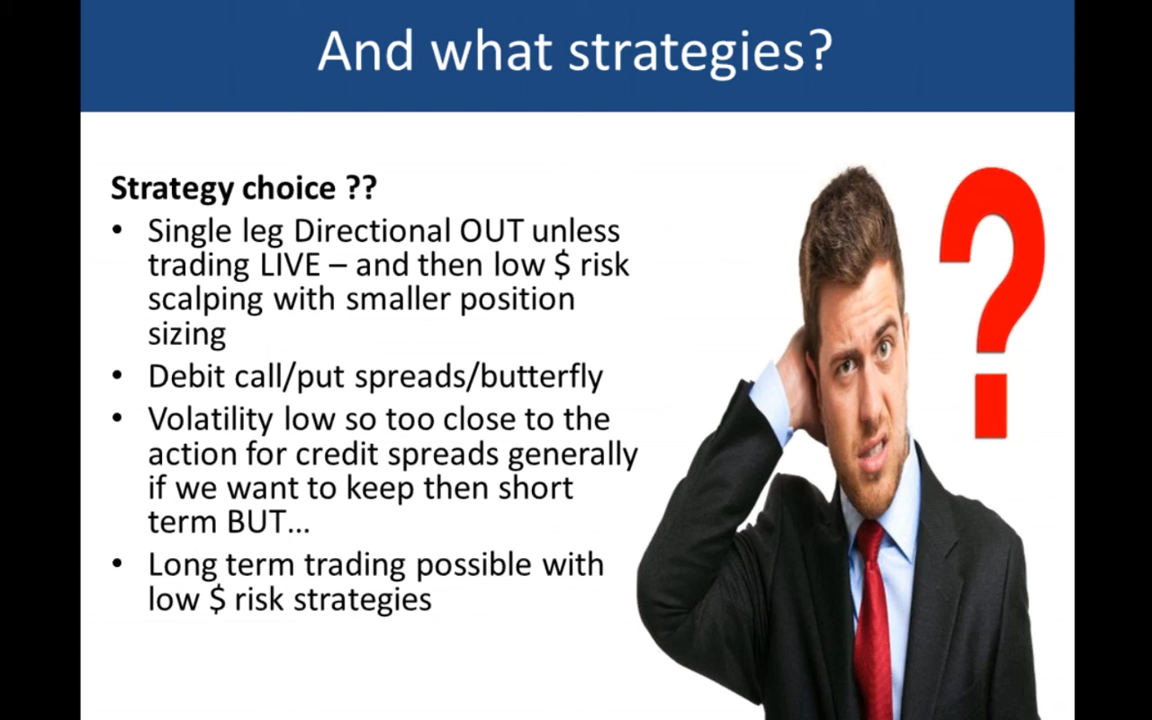 And what strategies?
Strategy choice ??
• Single leg Directional OUT unless
trading LIVE – and then low $ risk
scalping with smaller position
sizing
• Debit call/put spreads/butterfly
• Volatility low so too close to the
action for credit spreads generally
if we want to keep then short
term BUT...
• Long term trading possible with
low $ risk strategies
?